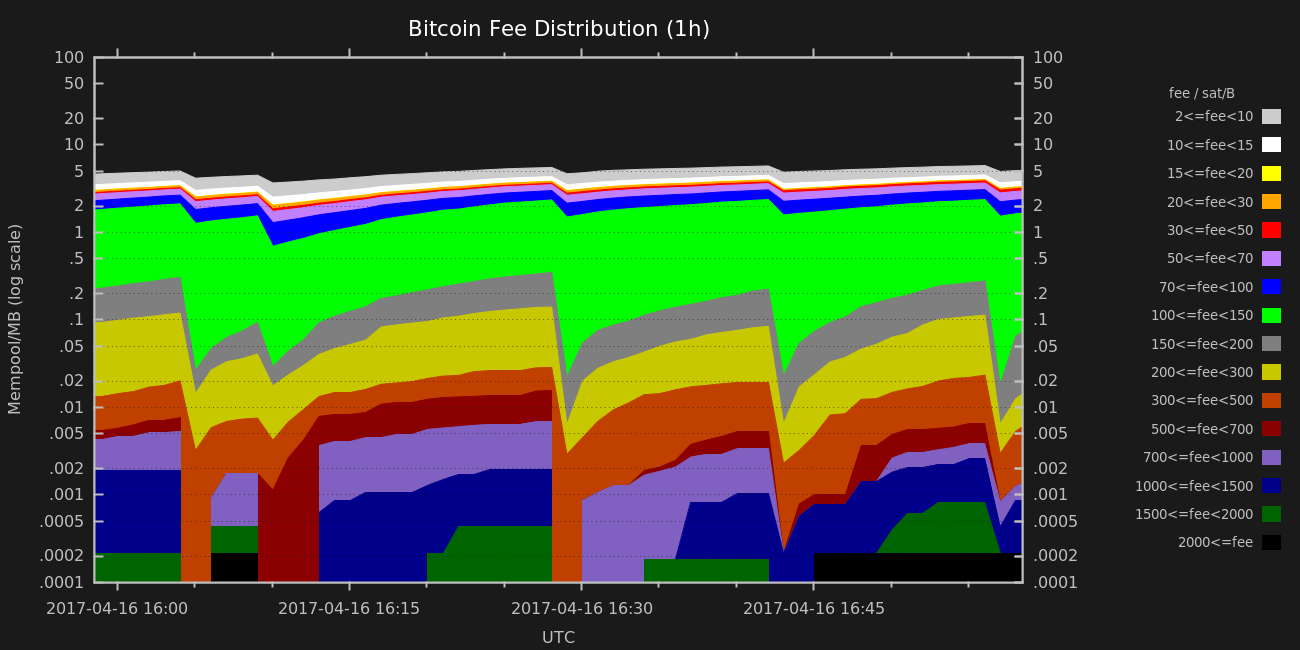 Bitcoin Fee Distribution (1h)
100 100
50 50
20 20
10 10
5 5
2 2
1 1
.5 .5
.2 .2
.1 .1
.05 .05
.02 .02
.01 .01
.005 .005
.002 .002
.001 .001
.0005 .0005
.0002 .0002
.0001 .0001
Mempool/MB (log scale)
2017-04-16 16:00 2017-04-16 16:15 2017-04-16 16:30 2017-04-16 16:45
UTC
fee / sat/B
2<=fee<10
10<=fee<15
15<=fee<20
20<=fee<30
30<=fee<50
50<=fee<70
70<=fee<100
100<=fee<150
150<=fee<200
200<=fee<300
300<=fee<500
500<=fee<700
700<=fee<1000
1000<=fee<1500
1500<=fee<2000
2000<=fee